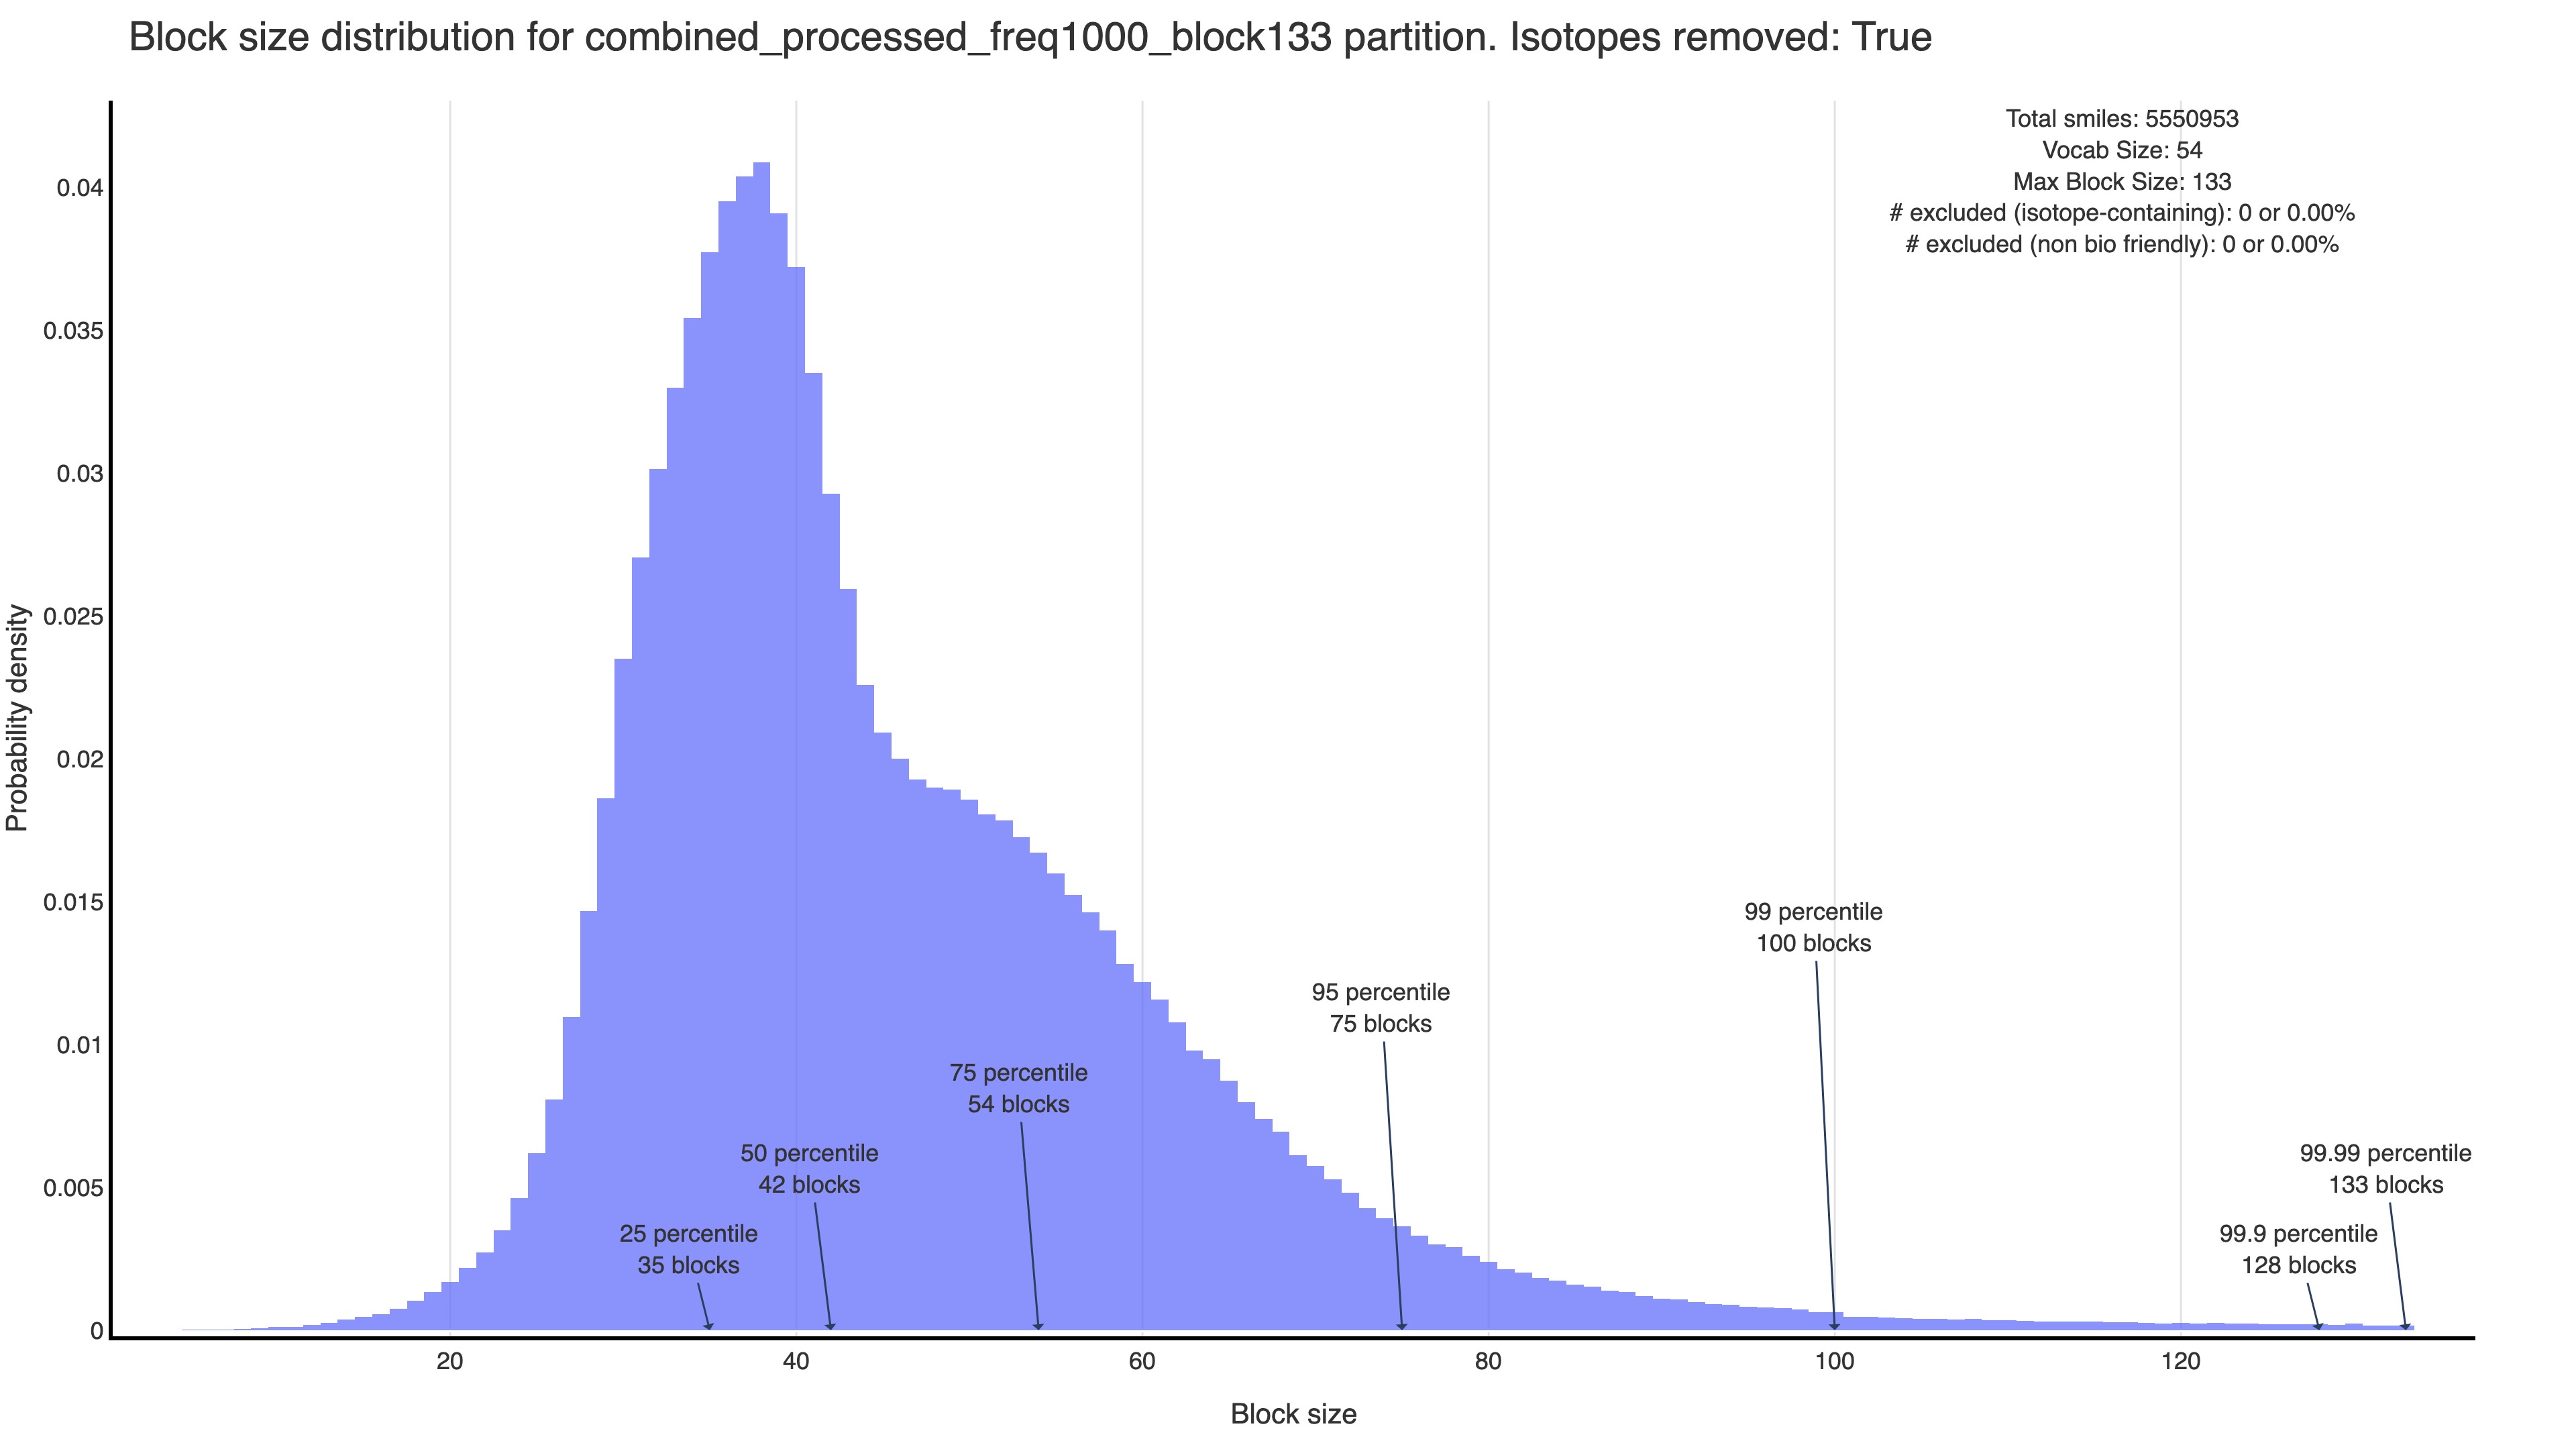 Block size distribution for combined_processed_freq1000_block133 partition. Isotopes removed: True
Total smiles: 5550953
Vocab Size: 54
Max Block Size: 133
# excluded (isotope-containing): 0 or 0.00%
# excluded (non bio friendly): 0 or 0.00%
Probability density
0.04
0.035
0.03
0.025
0.02
0.015
0.01
0.005
0
25 percentile
35 blocks
50 percentile
42 blocks
75 percentile
54 blocks
95 percentile
75 blocks
99 percentile
100 blocks
99.9 percentile
128 blocks
99.99 percentile
133 blocks
20
40
60
80
100
120
Block size